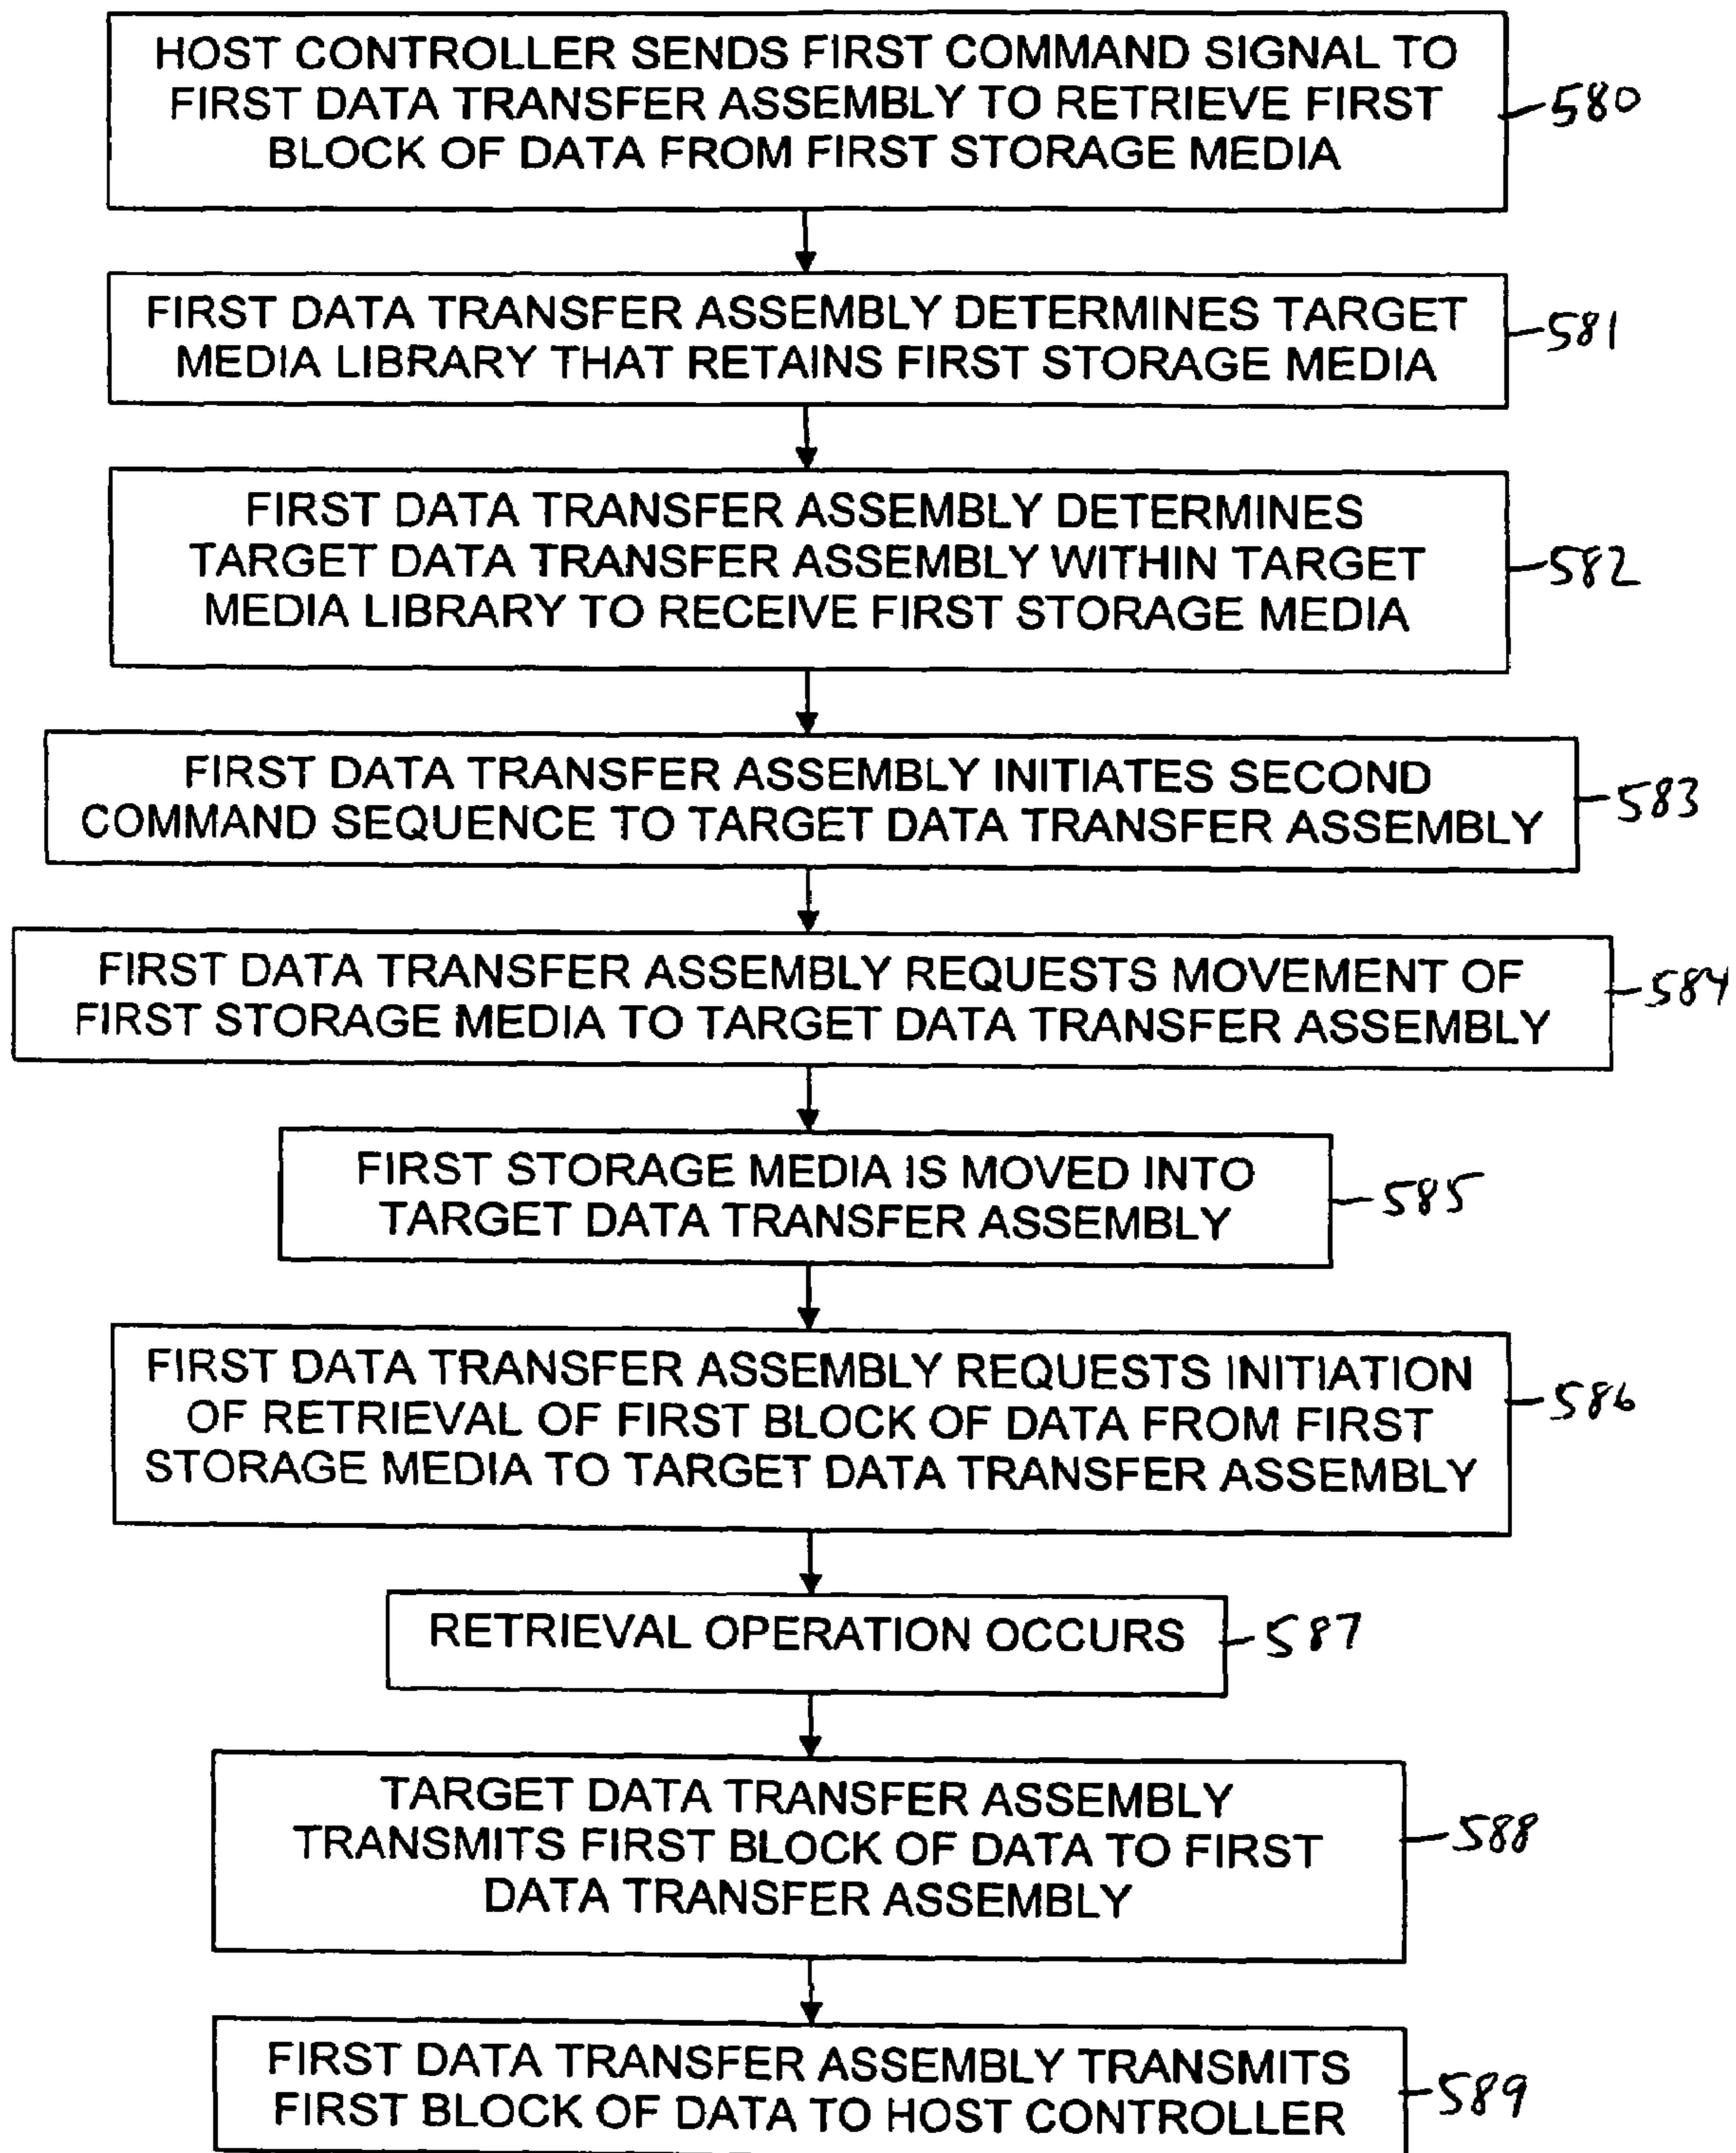 HOST CONTROLLER SENDS FIRST COMMAND SIGNAL TO
FIRST DATA TRANSFER ASSEMBLY TO RETRIEVE FIRST
BLOCK OF DATA FROM FIRST STORAGE MEDIA
580
FIRST DATA TRANSFER ASSEMBLY DETERMINES TARGET
MEDIA LIBRARY THAT RETAINS FIRST STORAGE MEDIA
581
FIRST DATA TRANSFER ASSEMBLY DETERMINES
TARGET DATA TRANSFER ASSEMBLY WITHIN TARGET
MEDIA LIBRARY TO RECEIVE FIRST STORAGE MEDIA
582
FIRST DATA TRANSFER ASSEMBLY INITIATES SECOND
COMMAND SEQUENCE TO TARGET DATA TRANSFER ASSEMBLY
583
FIRST DATA TRANSFER ASSEMBLY REQUESTS MOVEMENT OF
FIRST STORAGE MEDIA TO TARGET DATA TRANSFER ASSEMBLY
584
FIRST STORAGE MEDIA IS MOVED INTO
TARGET DATA TRANSFER ASSEMBLY
585
FIRST DATA TRANSFER ASSEMBLY REQUESTS INITIATION
OF RETRIEVAL OF FIRST BLOCK OF DATA FROM FIRST
STORAGE MEDIA TO TARGET DATA TRANSFER ASSEMBLY
586
RETRIEVAL OPERATION OCCURS
587
TARGET DATA TRANSFER ASSEMBLY
TRANSMITS FIRST BLOCK OF DATA TO FIRST
DATA TRANSFER ASSEMBLY
588
FIRST DATA TRANSFER ASSEMBLY TRANSMITS
FIRST BLOCK OF DATA TO HOST CONTROLLER
589